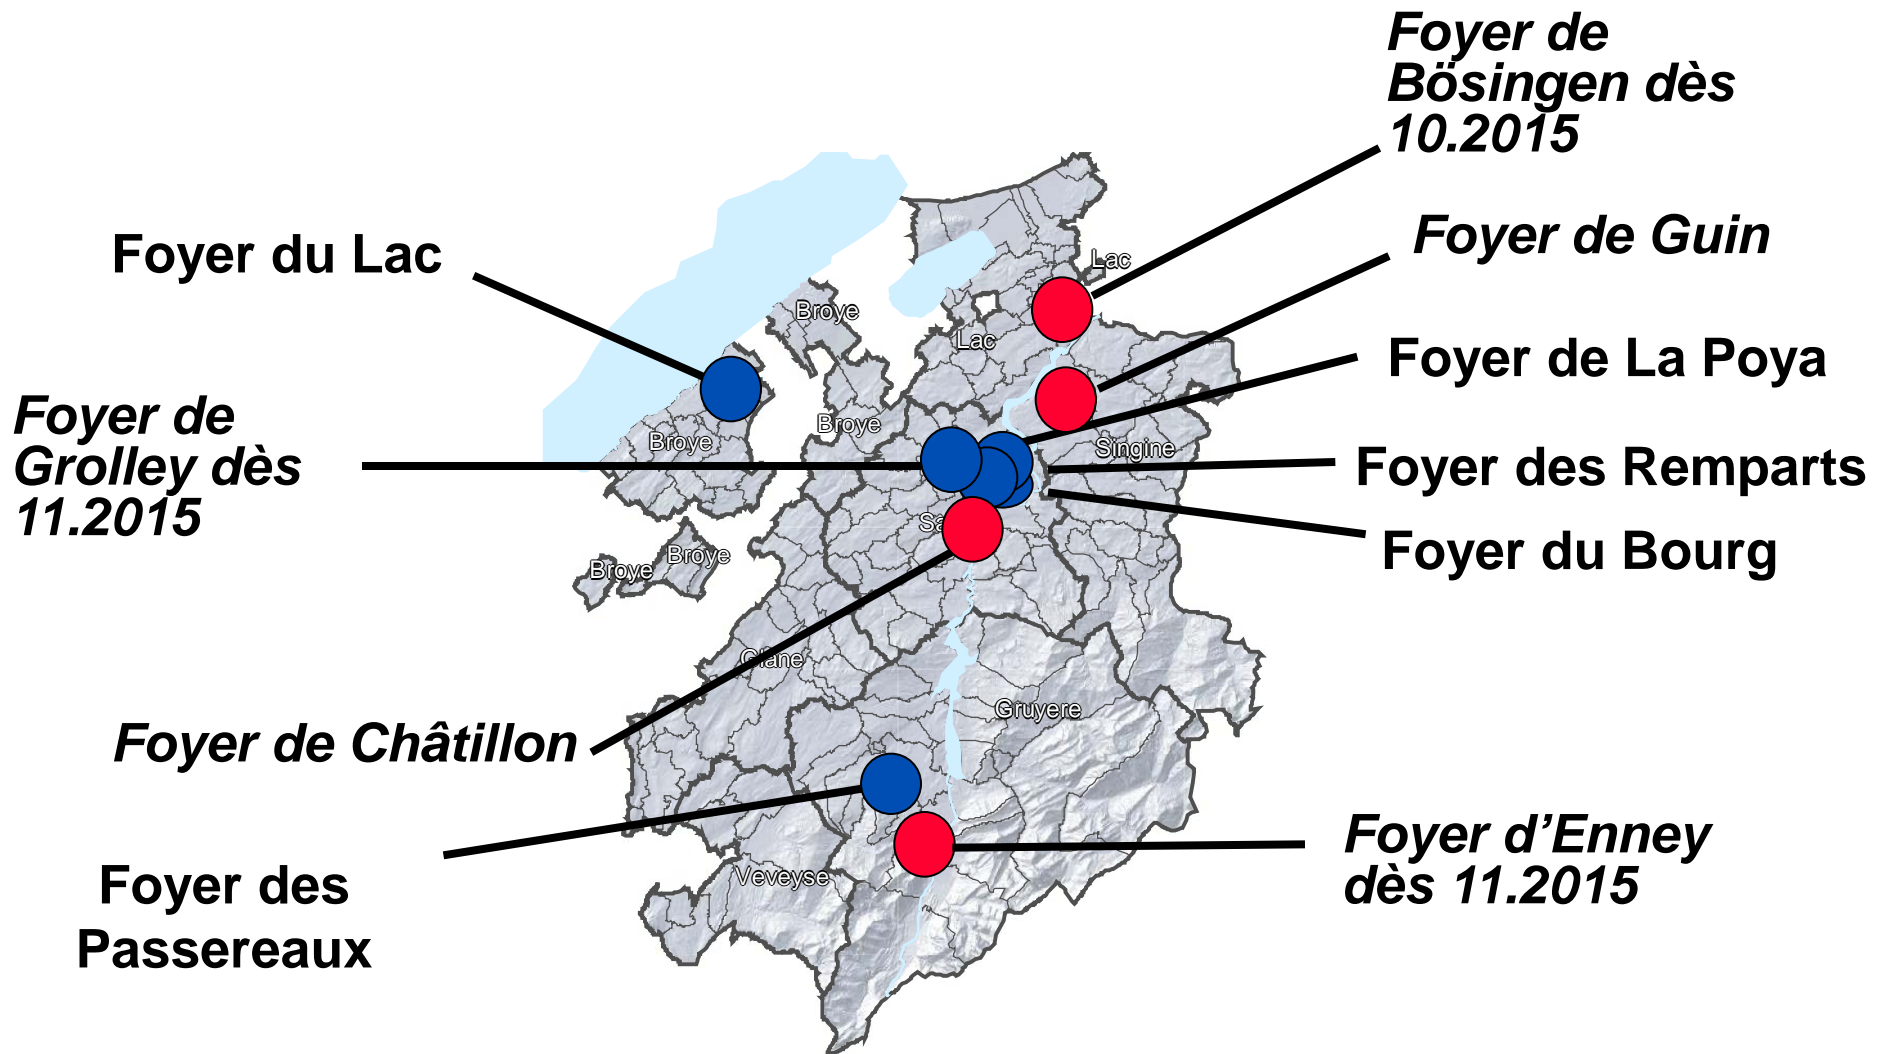 Foyer de
Bösingen dès
10.2015
Foyer de Guin
Foyer du Lac
Lac
Broye
Lac
Foyer de La Poya
Foyer de
Grolley dès
11.2015
Broye
Broye
Singine
Foyer des Remparts
Foyer du Bourg
Broye
Broye
Glâne
Gruyere
Foyer de Châtillon
Foyer d’Enney
dès 11.2015
Veveyse
Foyer des
Passereaux